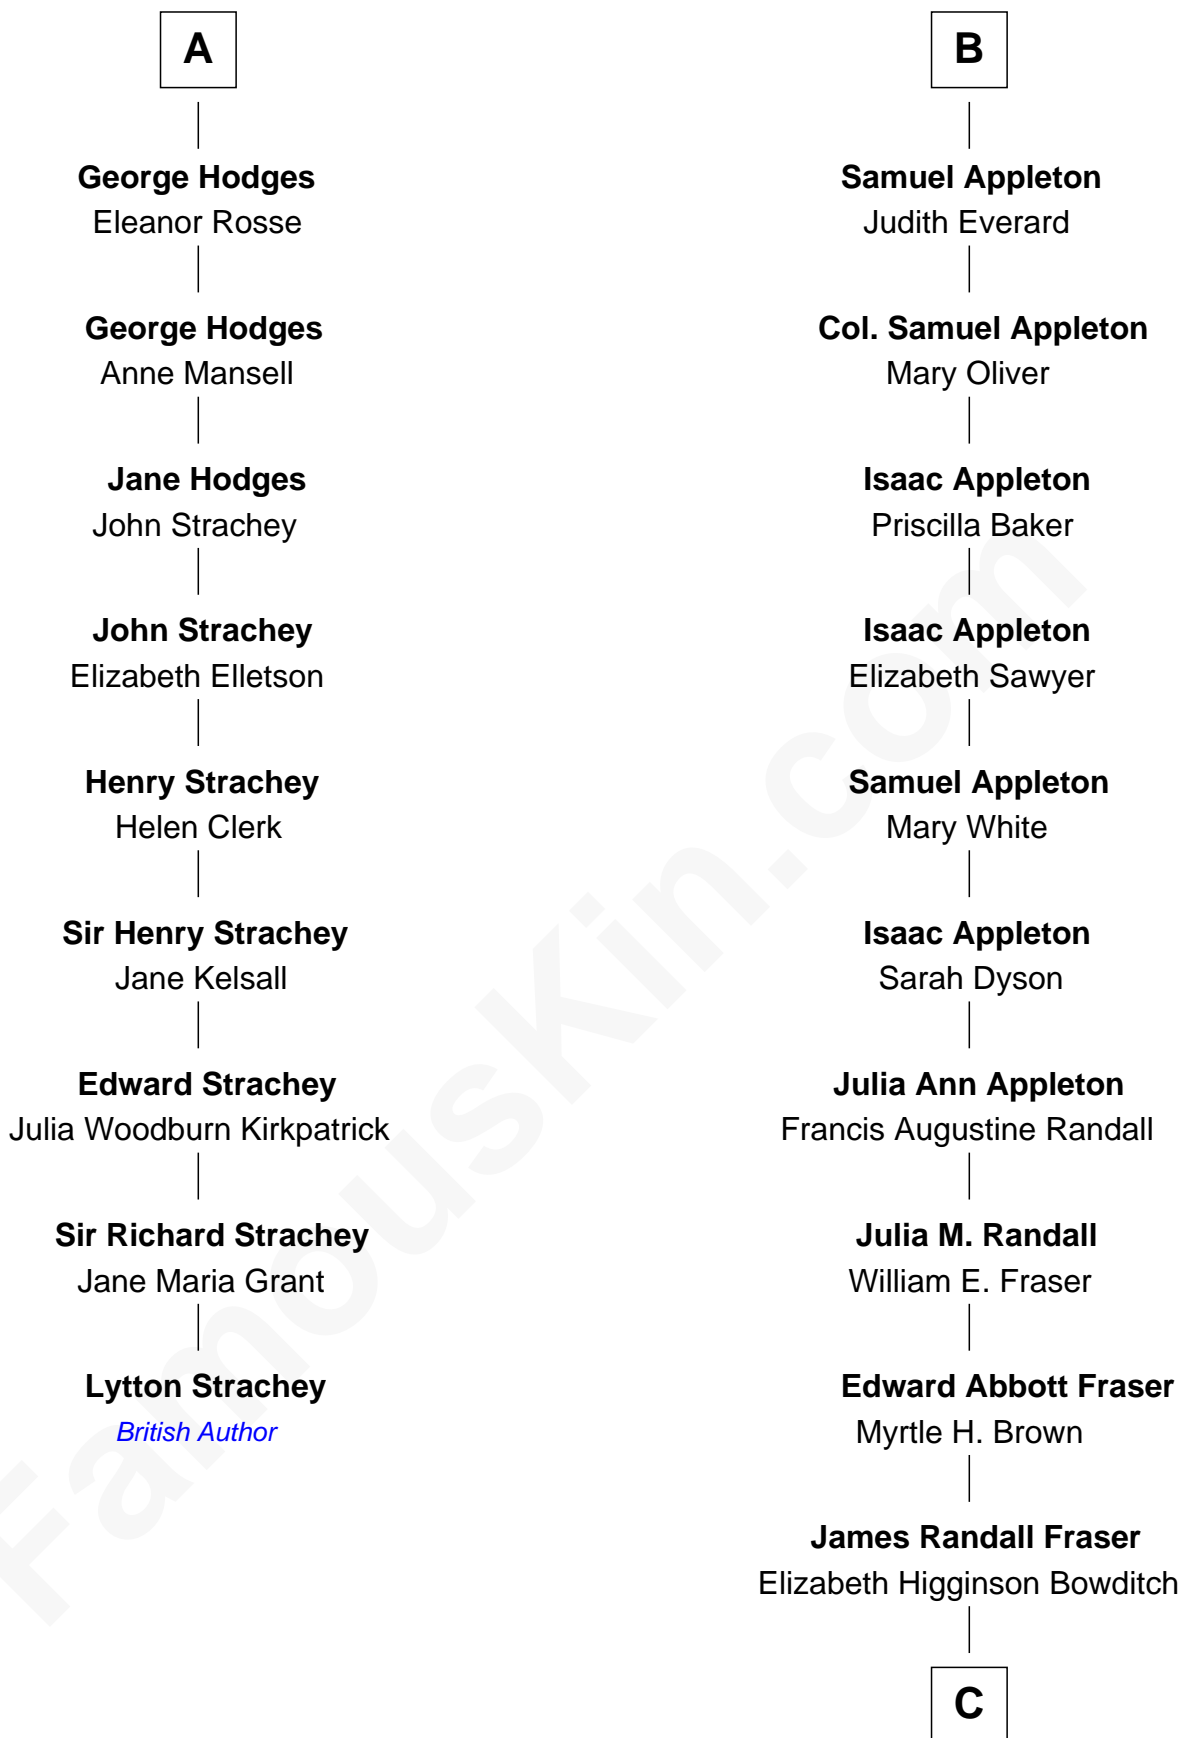 A
George Hodges
Eleanor Rosse
George Hodges
Anne Mansell
Jane Hodges
John Strachey
John Strachey
Elizabeth Elletson
Henry Strachey
Helen Clerk
Sir Henry Strachey
Jane Kelsall
Edward Strachey
Julia Woodburn Kirkpatrick
Sir Richard Strachey
Jane Maria Grant
Lytton Strachey
British Author
B
Samuel Appleton
Judith Everard
Col. Samuel Appleton
Mary Oliver
Isaac Appleton
Priscilla Baker
Isaac Appleton
Elizabeth Sawyer
Samuel Appleton
Mary White
Isaac Appleton
Sarah Dyson
Julia Ann Appleton
Francis Augustine Randall
Julia M. Randall
William E. Fraser
Edward Abbott Fraser
Myrtle H. Brown
James Randall Fraser
Elizabeth Higginson Bowditch
C
FamousKin.com